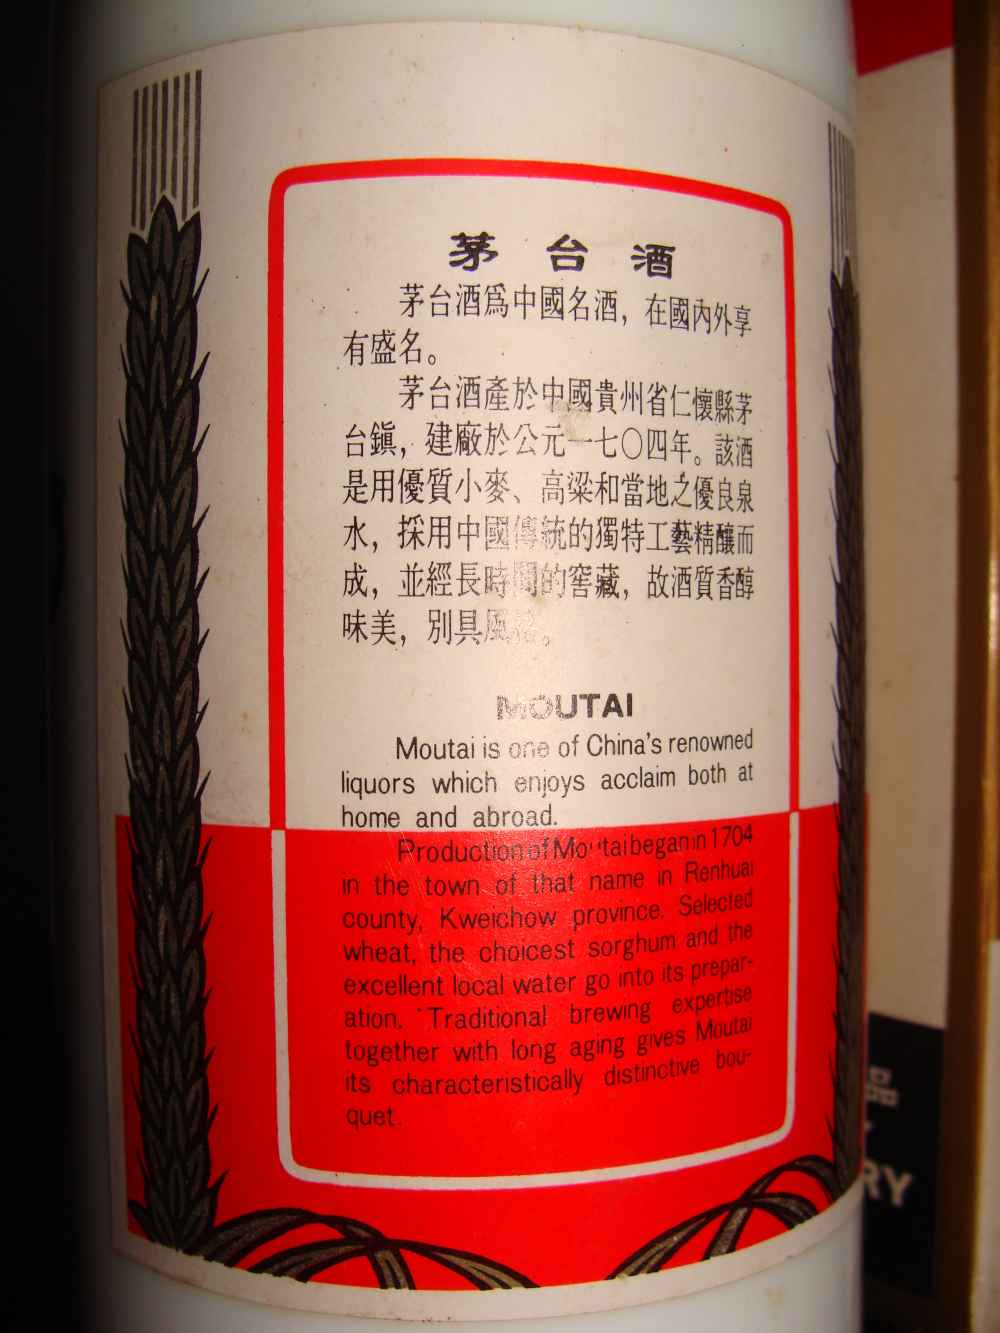 茅台酒
茅台酒爲中國名酒，在國內外享
有盛名。
茅台酒產於中國貴州省仁懷縣茅
台鎮，建廠於公元一七〇四年。該酒
是用優質小麥、高粱和當地之優良泉
水，採用中國傳統的獨特工藝精釀而
成，並經長時間的窖藏，故酒質香醇
味美，別具風格。
MOUTAI
Moutai is one of China's renowned
liquors which enjoys acclaim both at
home and abroad.
Production of Moutai began in 1704
in the town of that name in Renhuai
county, Kweichow province. Selected
wheat, the choicest sorghum and the
excellent local water go into its prepar-
ation. Traditional brewing expertise
together with long aging gives Moutai
its characteristically distinctive bou-
quet
品
RY